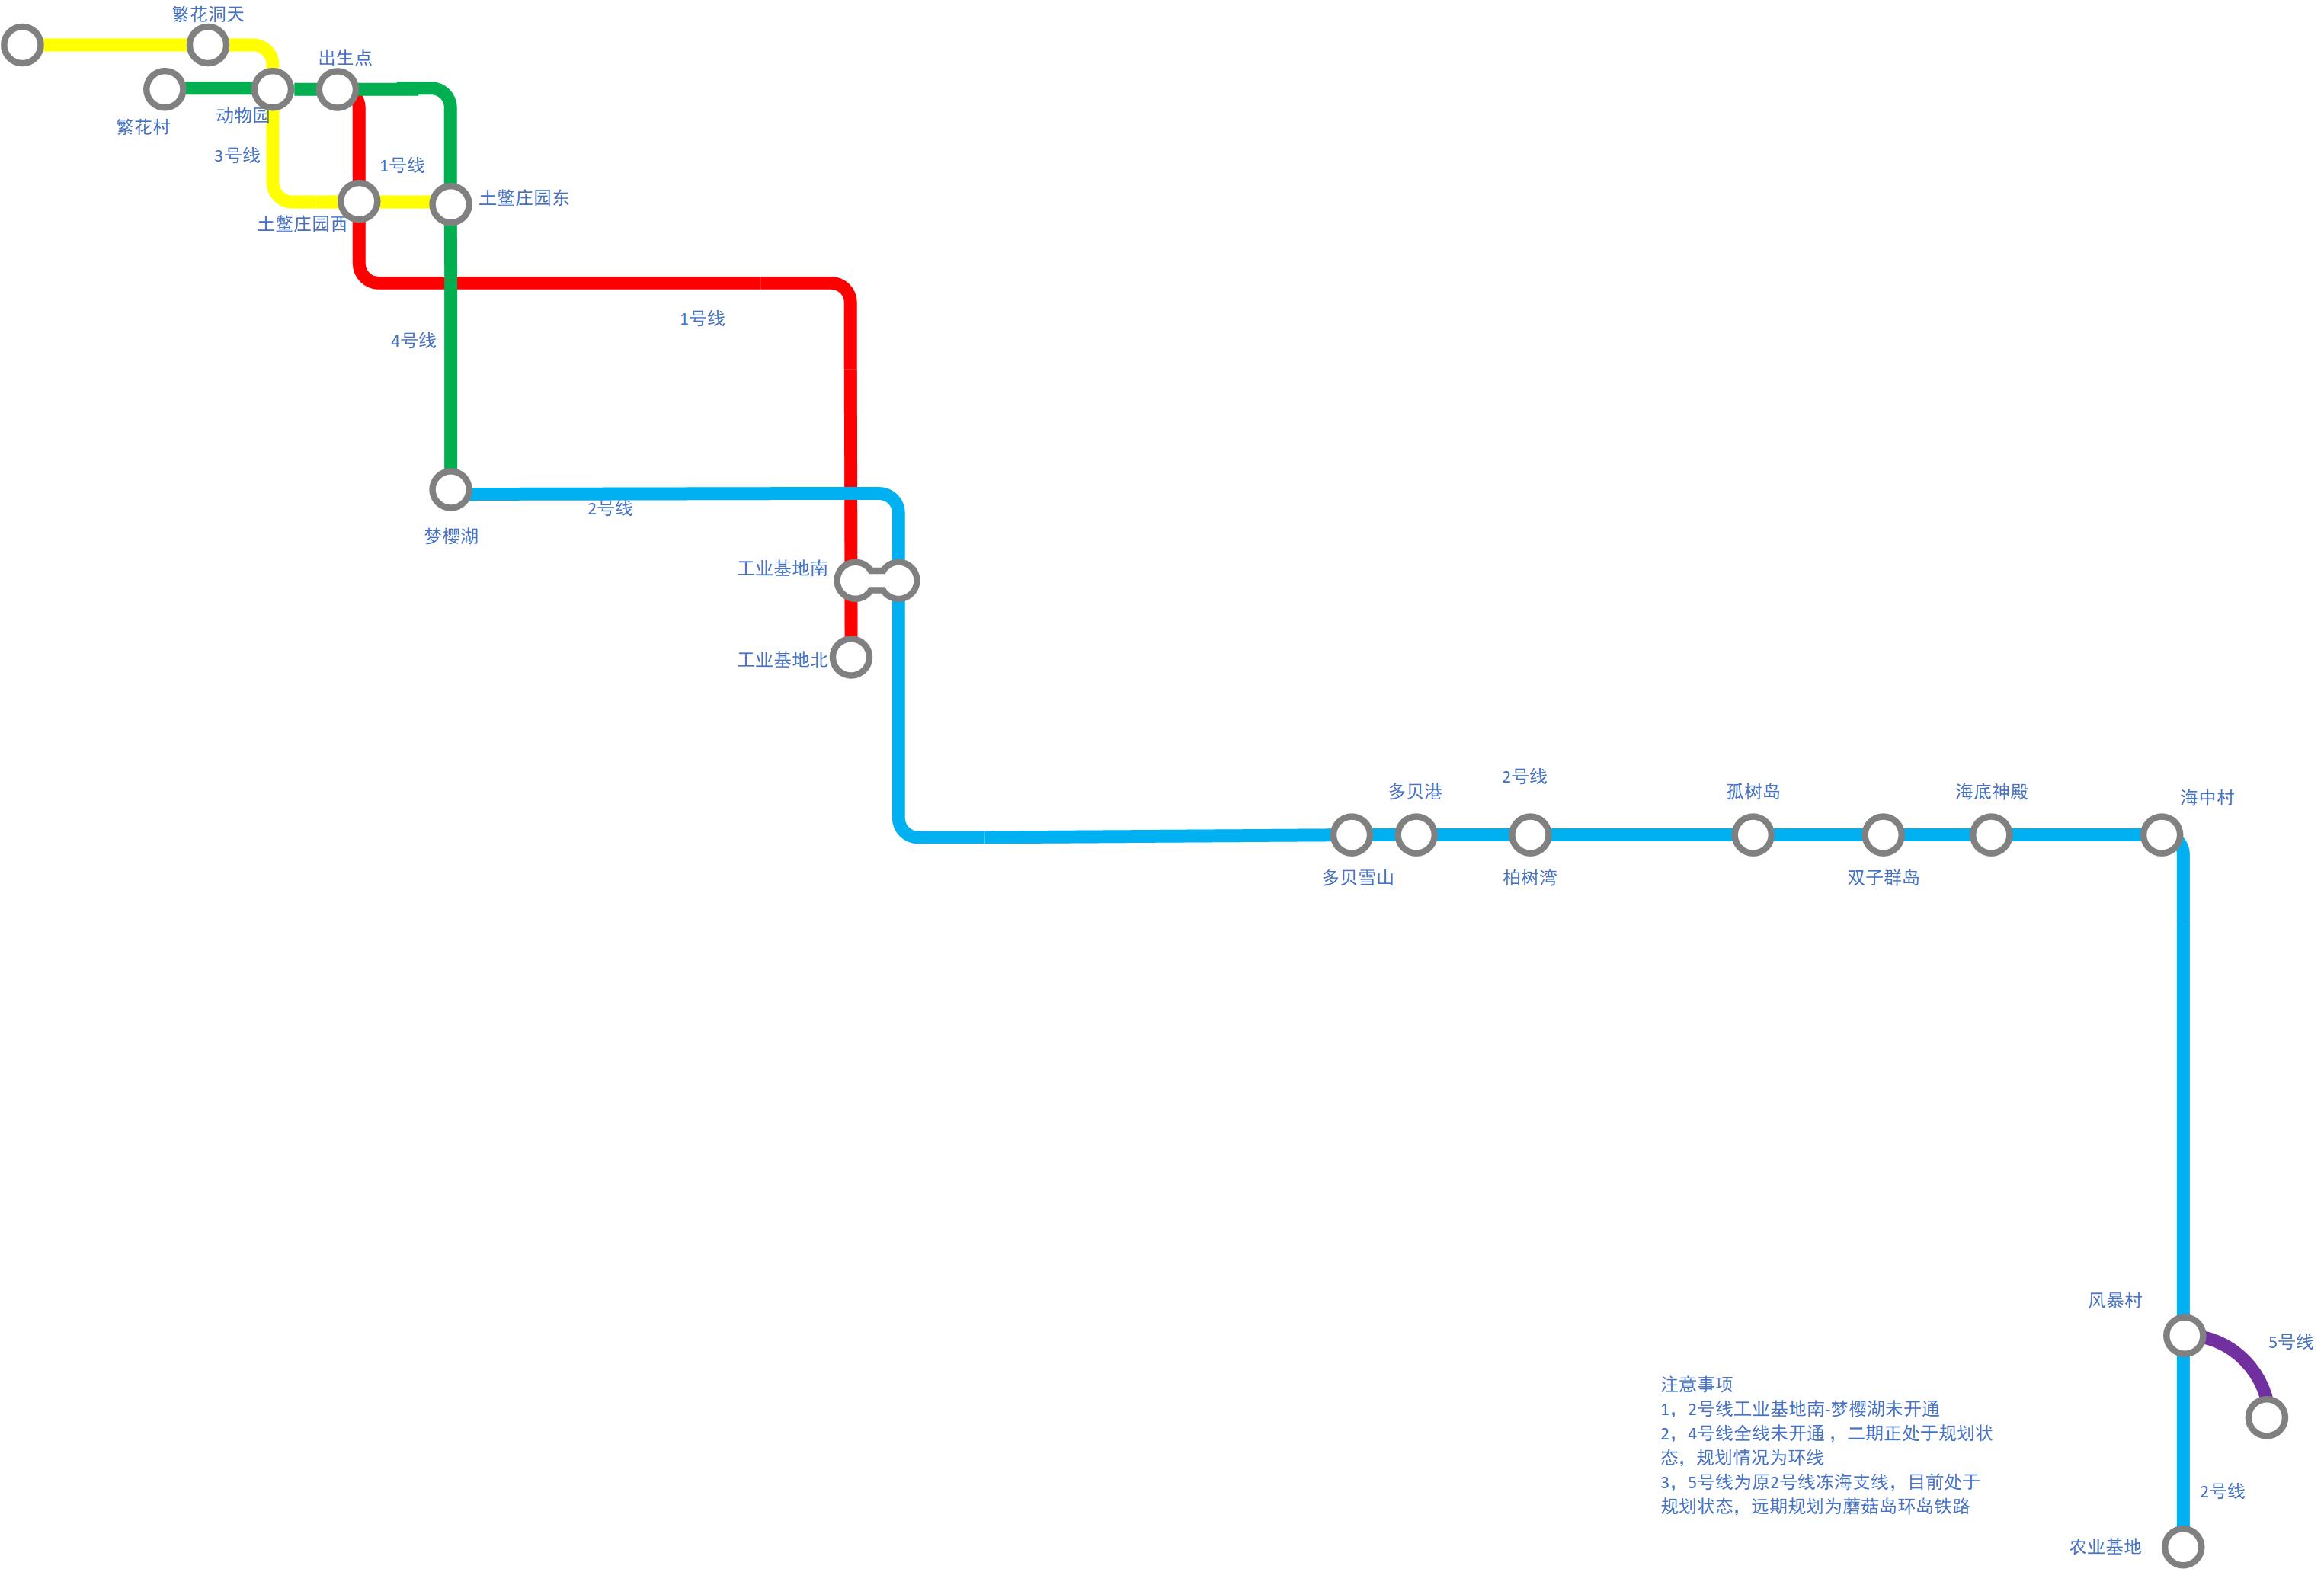 繁花洞天
出生点
繁花村
动物园
3号线
1号线
土鳖庄园东
土鳖庄园西
1号线
4号线
2号线
梦樱湖
工业基地南
工业基地北
2号线
多贝港
孤树岛
海底神殿
海中村
多贝雪山
柏树湾
双子群岛
风暴村
5号线
注意事项
1，2号线工业基地南-梦樱湖未开通
2，4号线全线未开通，二期正处于规划状
态，规划情况为环线
3，5号线为原2号线冻海支线，目前处于
规划状态，远期规划为蘑菇岛环岛铁路
2号线
农业基地